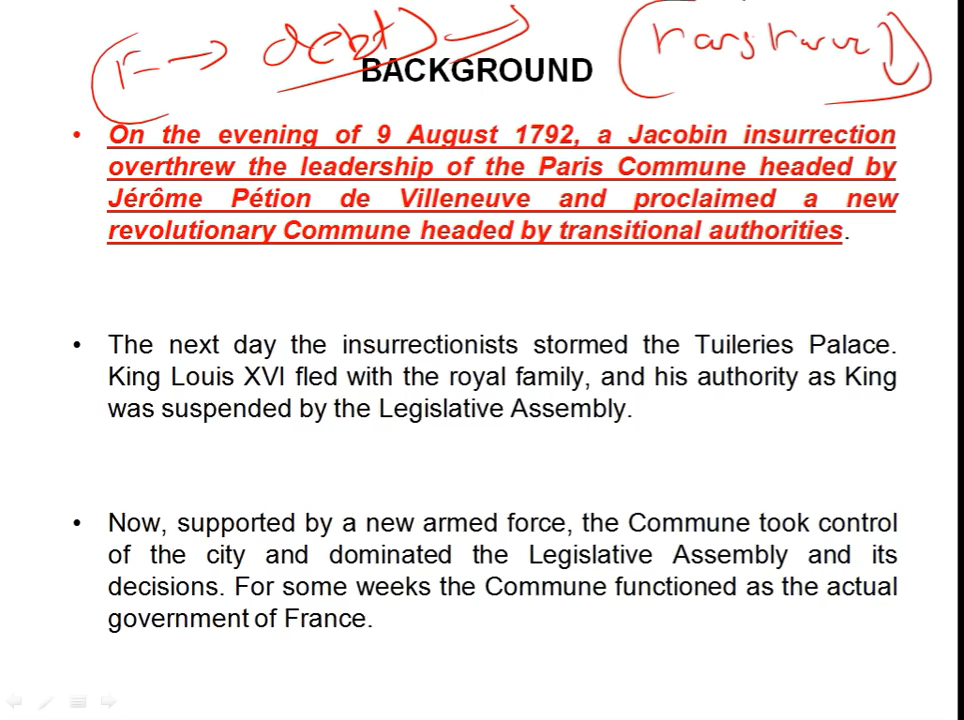 F → debt
BACKGROUND
• On the evening of 9 August 1792, a Jacobin insurrection
overthrew the leadership of the Paris Commune headed by
Jérôme Pétion de Villeneuve and proclaimed a new
revolutionary Commune headed by transitional authorities.
• The next day the insurrectionists stormed the Tuileries Palace.
King Louis XVI fled with the royal family, and his authority as King
was suspended by the Legislative Assembly.
• Now, supported by a new armed force, the Commune took control
of the city and dominated the Legislative Assembly and its
decisions. For some weeks the Commune functioned as the actual
government of France.